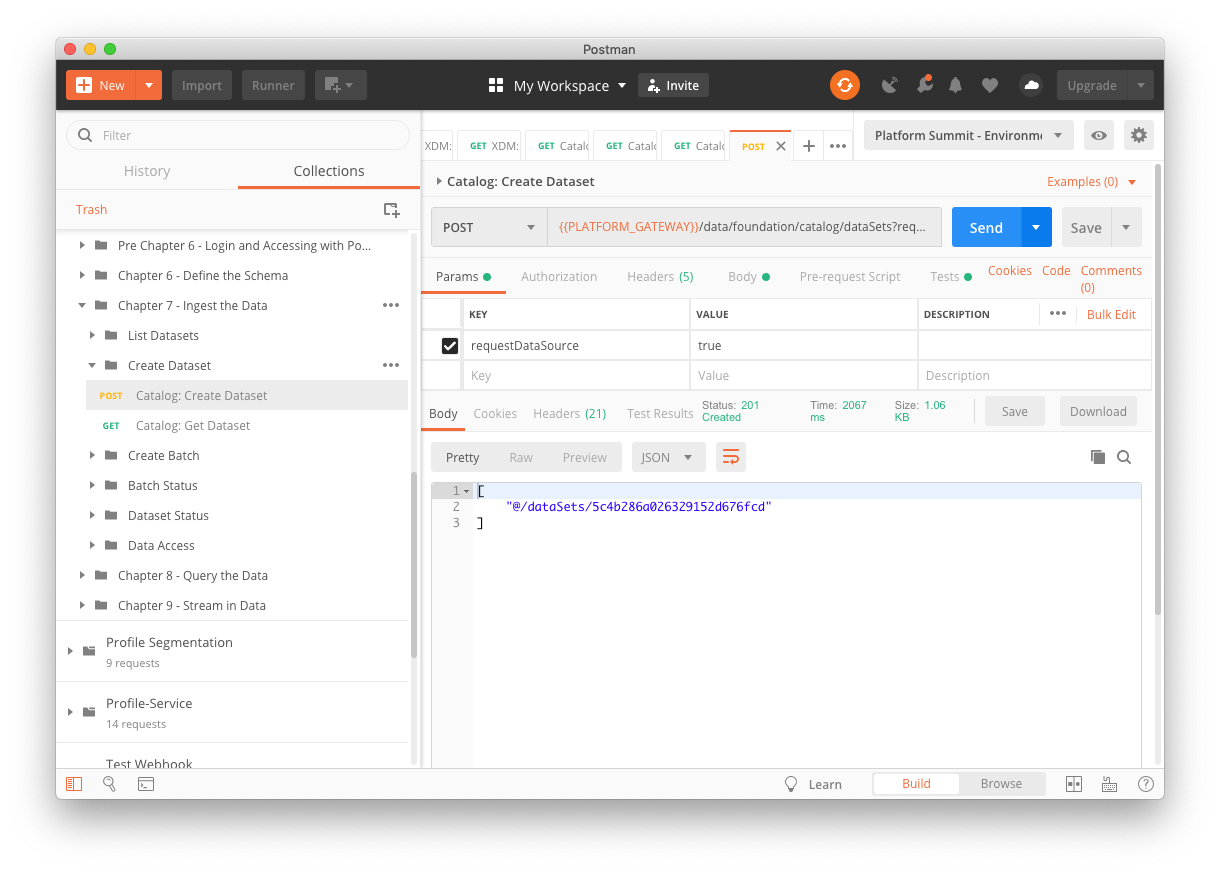 Postman
New
Import
Runner
My Workspace
Invite
Upgrade
Filter
History
Collections
Trash
Pre Chapter 6 - Login and Accessing with Po...
Chapter 6 - Define the Schema
Chapter 7 - Ingest the Data
List Datasets
Create Dataset
POST Catalog: Create Dataset
GET Catalog: Get Dataset
Create Batch
Batch Status
Dataset Status
Data Access
Chapter 8 - Query the Data
Chapter 9 - Stream in Data
Profile Segmentation
9 requests
Profile-Service
14 requests
Test Webhook
XDM:
GET XDM:
GET Catalo
GET Catalo
GET Catalo
POST
Platform Summit - Environme
Catalog: Create Dataset
Examples (0)
POST
{{PLATFORM_GATEWAY}}/data/foundation/catalog/dataSets?req...
Send
Save
Params
Authorization
Headers (5)
Body
Pre-request Script
Tests
Cookies
Code
Comments
(0)
KEY
VALUE
DESCRIPTION
Bulk Edit
requestDataSource
true
Key
Value
Description
Body
Cookies
Headers (21)
Test Results
Status: 201
Created
Time: 2067
ms
Size: 1.06
KB
Save
Download
Pretty
Raw
Preview
JSON
1 [
2 "@/dataSets/5c4b286a026329152d676fcd"
3 ]
Learn
Build
Browse